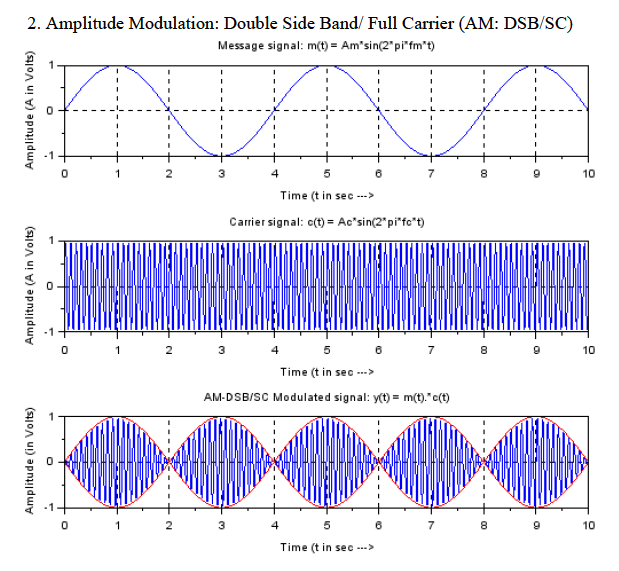 2. Amplitude Modulation: Double Side Band/ Full Carrier (AM: DSB/SC)
Message signal: m(t) = Am*sin(2*pi*fm*t)
Amplitude (A in Volts)
1
0
-1
0 1 2 3 4 5 6 7 8 9 10
Time (t in sec --->
Carrier signal: c(t) = Ac*sin(2*pi*fc*t)
Amplitude (A in Volts)
1
0
-1
0 1 2 3 4 5 6 7 8 9 10
Time (t in sec --->
AM-DSB/SC Modulated signal: y(t) = m(t).*c(t)
Amplitude (in Volts)
1
0
-1
0 1 2 3 4 5 6 7 8 9 10
Time (t in sec --->